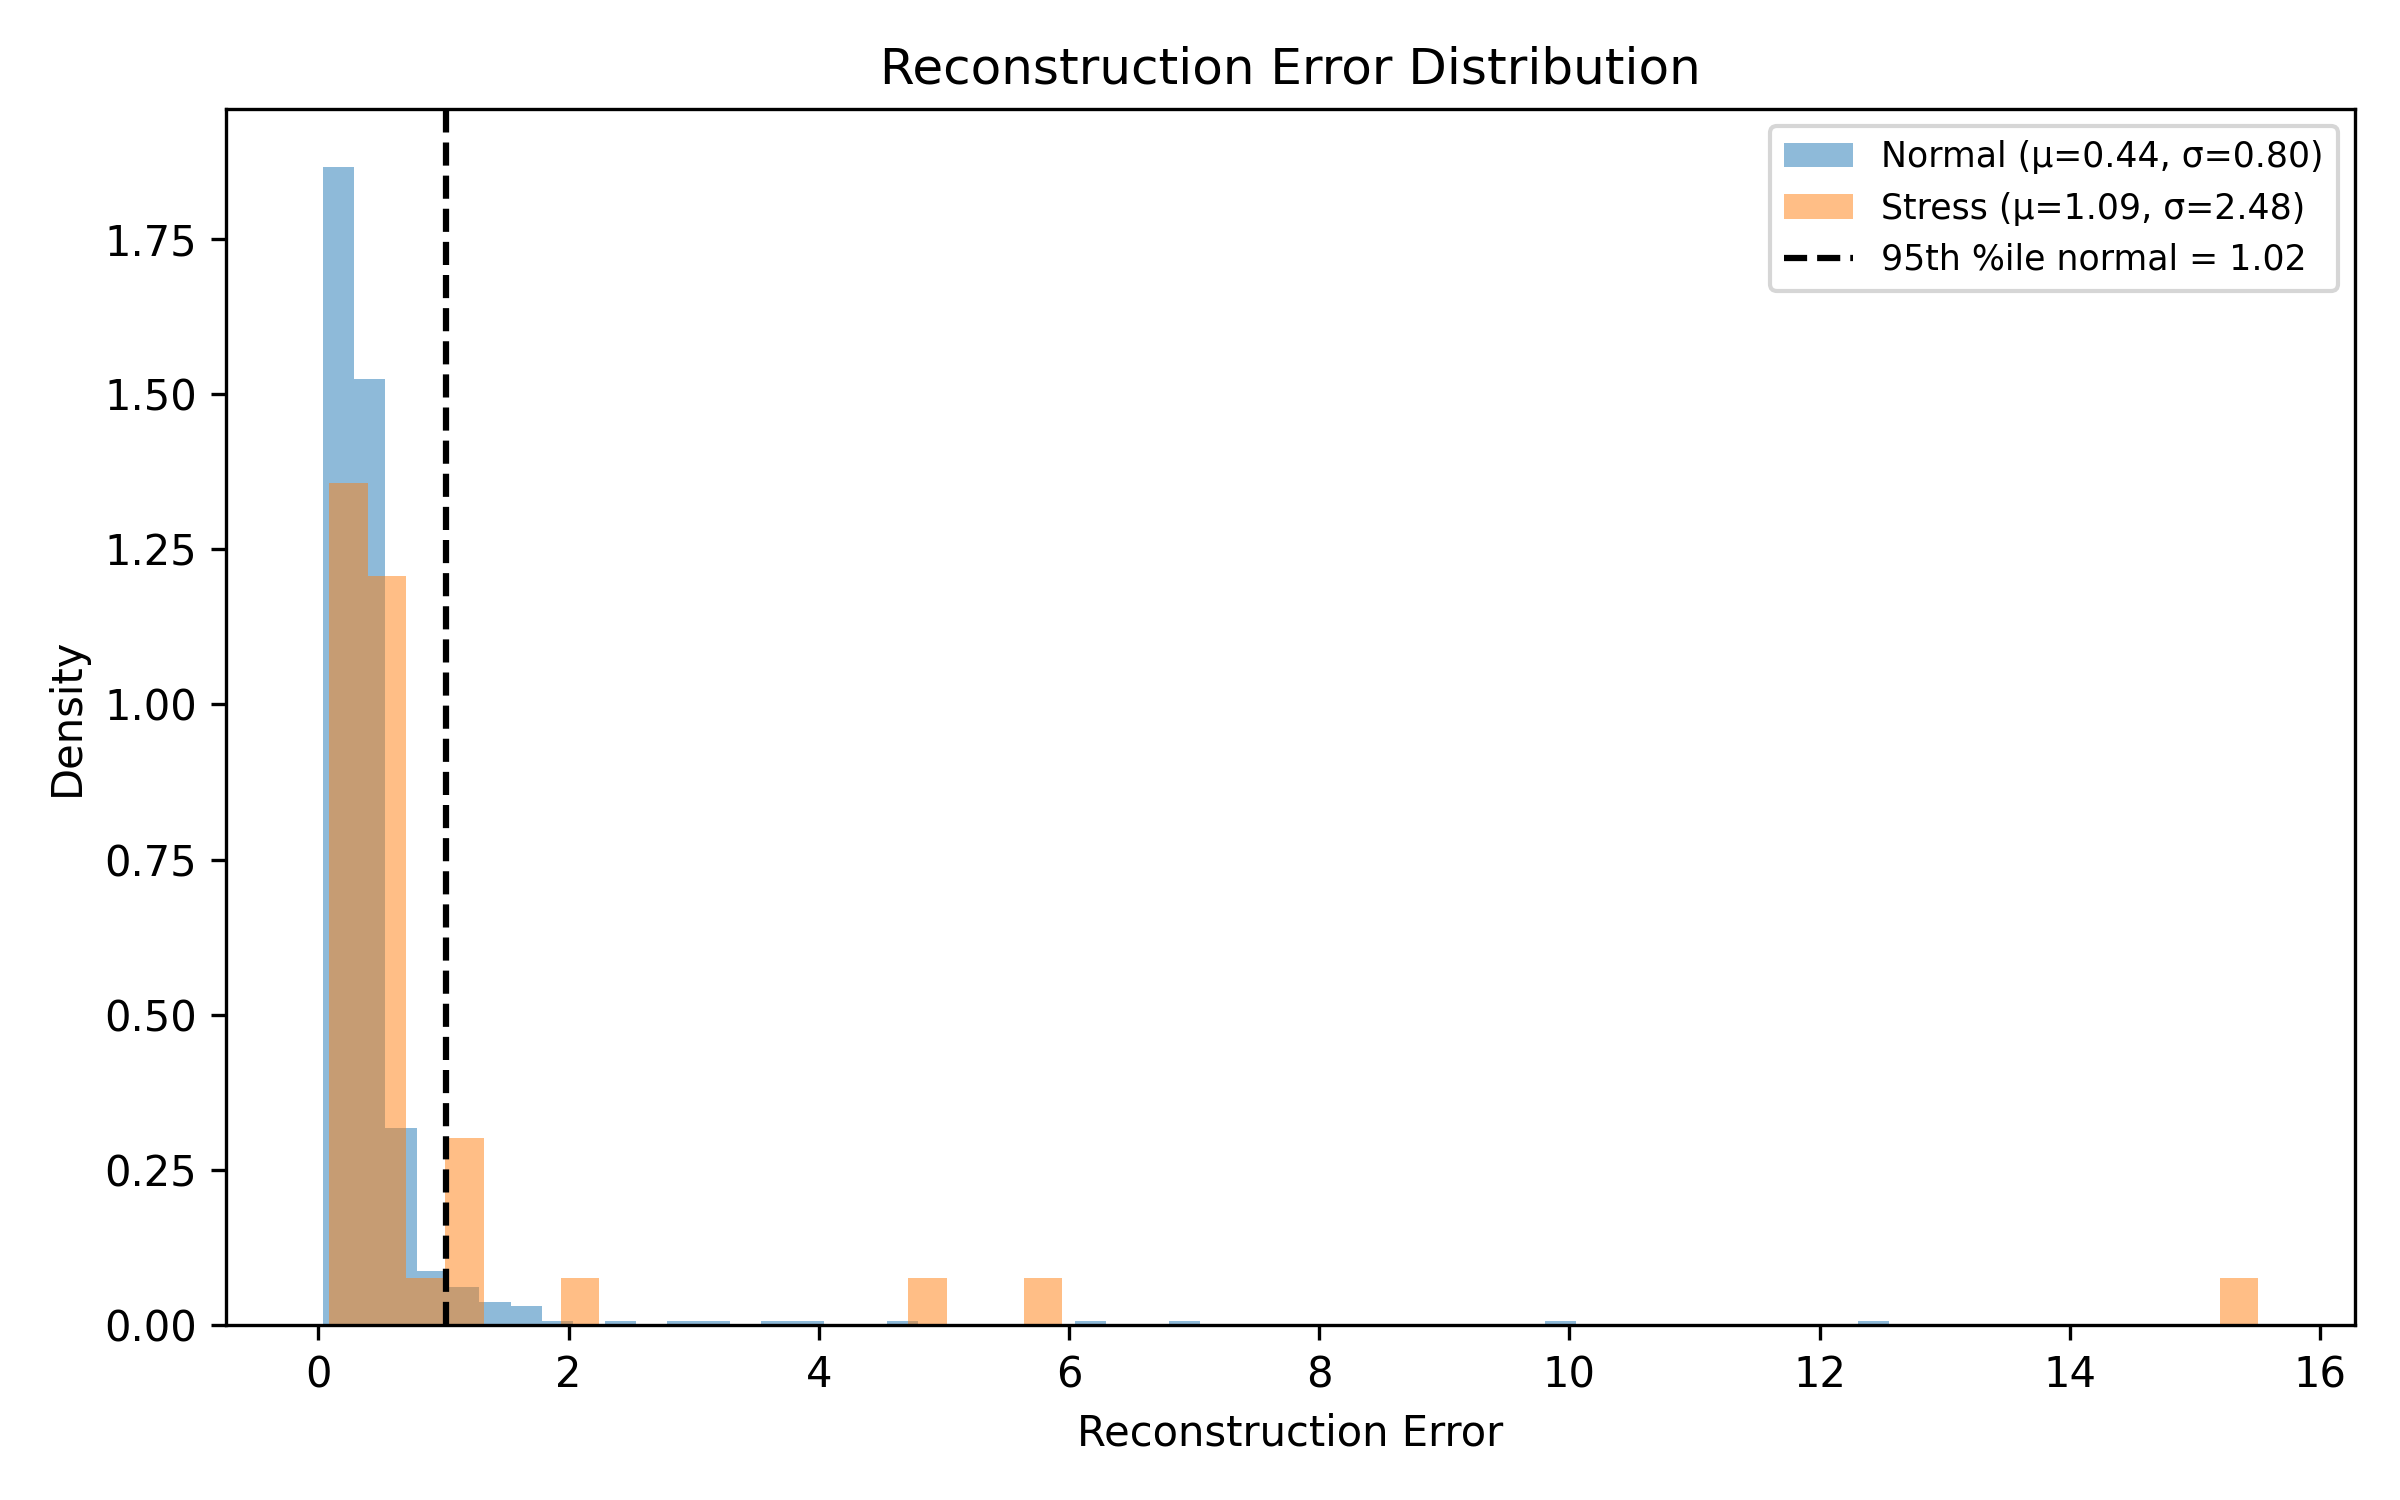 Reconstruction Error Distribution
Normal (μ=0.44, σ=0.80)
Stress (μ=1.09, σ=2.48)
95th %ile normal = 1.02
Density
1.75
1.50
1.25
1.00
0.75
0.50
0.25
0.00
0 2 4 6 8 10 12 14 16
Reconstruction Error